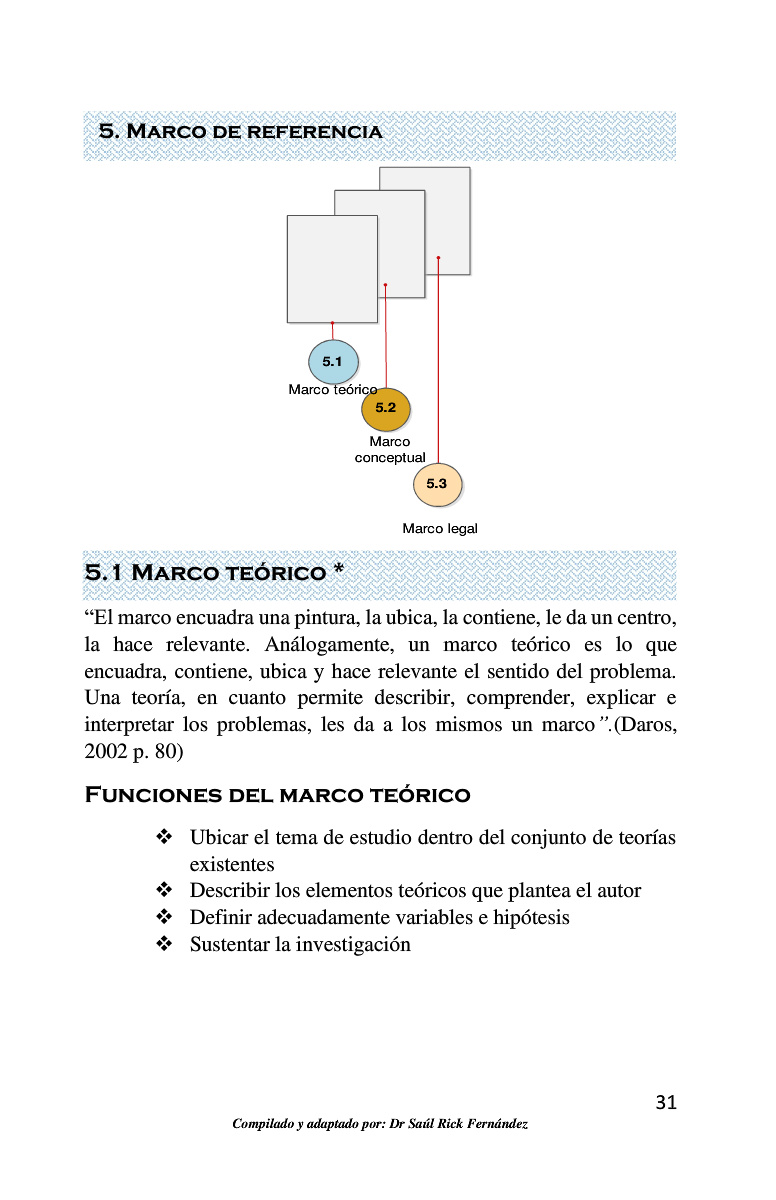 5. Marco de referencia
5.1
Marco teórico
5.2
Marco
conceptual
5.3
Marco legal
5.1 Marco teórico *
“El marco encuadra una pintura, la ubica, la contiene, le da un centro,
la hace relevante. Análogamente, un marco teórico es lo que
encuadra, contiene, ubica y hace relevante el sentido del problema.
Una teoría, en cuanto permite describir, comprender, explicar e
interpretar los problemas, les da a los mismos un marco”.(Daros,
2002 p. 80)
Funciones del marco teórico
❖ Ubicar el tema de estudio dentro del conjunto de teorías
existentes
❖ Describir los elementos teóricos que plantea el autor
❖ Definir adecuadamente variables e hipótesis
❖ Sustentar la investigación
31
Compilado y adaptado por: Dr Saúl Rick Fernández